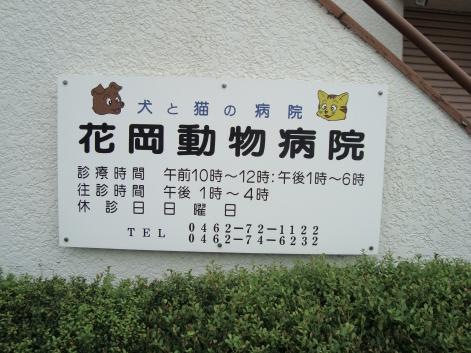 犬と猫の病院
花岡動物病院
診療時間 午前10時〜12時:午後1時〜6時
往診時間 午後 1時〜4時
休診日 日曜日
TEL 0462-72-1122
0462-74-6232